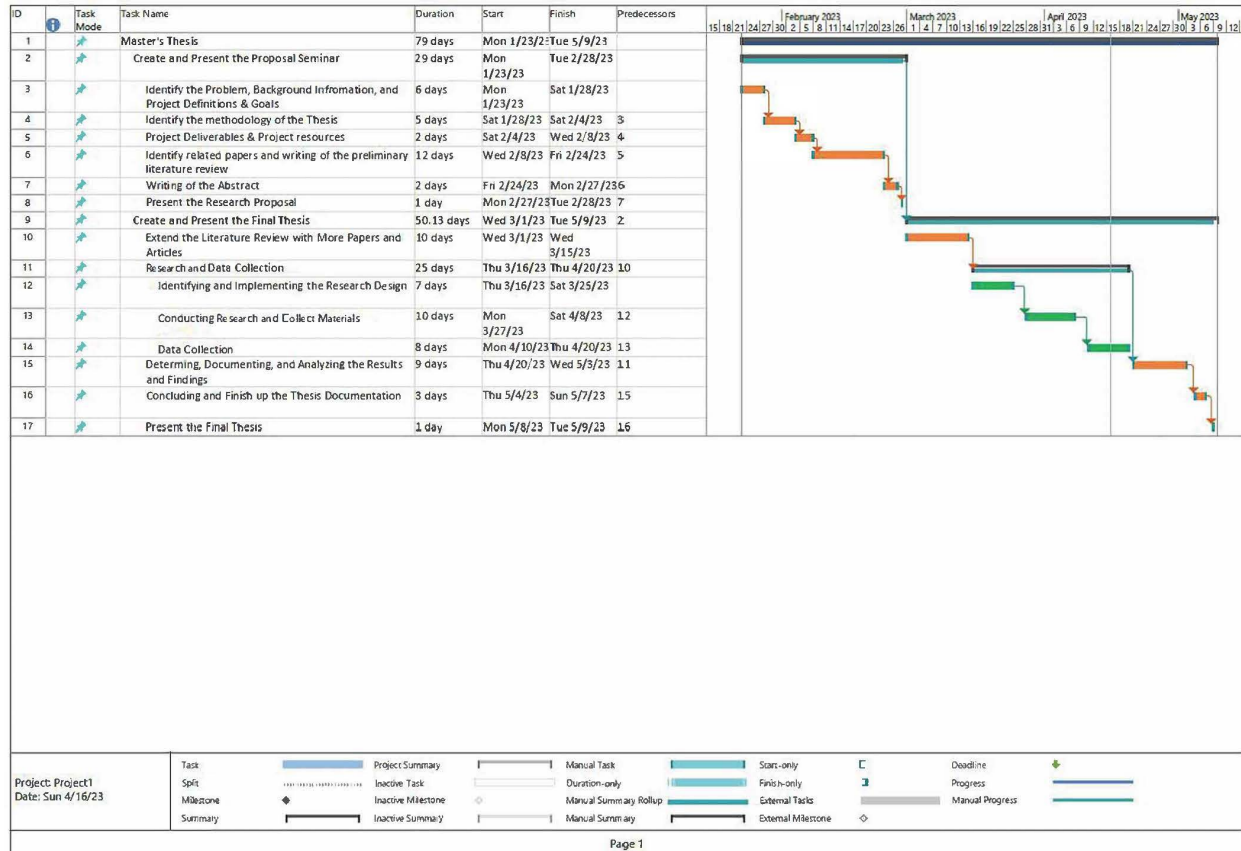 ID Task Mode Task Name Duration Start Finish Predecessors
February 2023 March 2023 April 2023 May 2023
15 18 21 24 27 30 2 5 8 11 14 17 20 23 26 1 4 7 10 13 16 19 22 25 28 31 3 6 9 12 15 18 21 24 27 30 3 6 9 12
1 Master's Thesis 79 days Mon 1/23/23 Tue 5/9/23
2 Create and Present the Proposal Seminar 29 days Mon 1/23/23 Tue 2/28/23
3 Identify the Problem, Background Infromation, and Project Definitions & Goals 6 days Mon 1/23/23 Sat 1/28/23
4 Identify the methodology of the Thesis 5 days Sat 1/28/23 Sat 2/4/23 3
5 Project Deliverables & Project resources 2 days Sat 2/4/23 Wed 2/8/23 4
6 Identify related papers and writing of the preliminary literature review 12 days Wed 2/8/23 Fri 2/24/23 5
7 Writing of the Abstract 2 days Fri 2/24/23 Mon 2/27/23 6
8 Present the Research Proposal 1 day Mon 2/27/23 Tue 2/28/23 7
9 Create and Present the Final Thesis 50.13 days Wed 3/1/23 Tue 5/9/23 2
10 Extend the Literature Review with More Papers and Articles 10 days Wed 3/1/23 Wed 3/15/23
11 Research and Data Collection 25 days Thu 3/16/23 Thu 4/20/23 10
12 Identifying and Implementing the Research Design 7 days Thu 3/16/23 Sat 3/25/23
13 Conducting Research and Collect Materials 10 days Mon 3/27/23 Sat 4/8/23 12
14 Data Collection 8 days Mon 4/10/23 Thu 4/20/23 13
15 Determing, Documenting, and Analyzing the Results and Findings 9 days Thu 4/20/23 Wed 5/3/23 11
16 Concluding and Finish up the Thesis Documentation 3 days Thu 5/4/23 Sun 5/7/23 15
17 Present the Final Thesis 1 day Mon 5/8/23 Tue 5/9/23 16
Project: Project1
Date: Sun 4/16/23
Task Project Summary Manual Task Start-only Deadline
Split Inactive Task Duration-only Finish-only Progress
Milestone Inactive Milestone Manual Summary Rollup External Tasks Manual Progress
Summary Inactive Summary Manual Summary External Milestone
Page 1